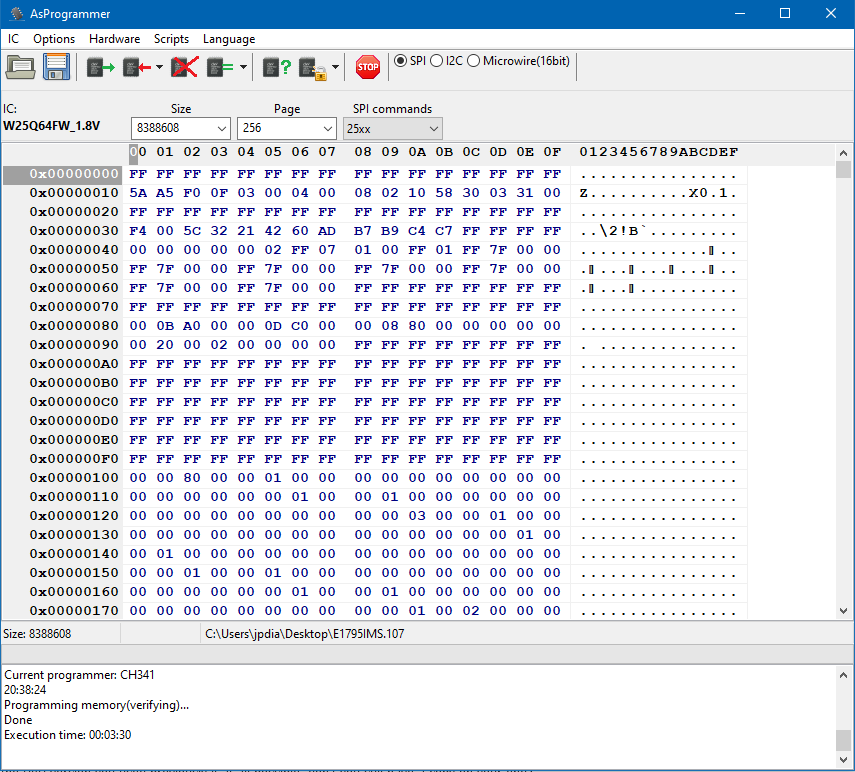 AsProgrammer
IC Options Hardware Scripts Language
STOP SPI I2C Microwire(16bit)
IC: Size Page SPI commands
W25Q64FW_1.8V 8388608 256 25xx
00 01 02 03 04 05 06 07 08 09 0A 0B 0C 0D 0E 0F 0123456789ABCDEF
0x00000000 FF FF FF FF FF FF FF FF FF FF FF FF FF FF FF FF ................
0x00000010 5A A5 F0 0F 03 00 04 00 08 02 10 58 30 03 31 00 Z..........X0.1.
0x00000020 FF FF FF FF FF FF FF FF FF FF FF FF FF FF FF FF ................
0x00000030 F4 00 5C 32 21 42 60 AD B7 B9 C4 C7 FF FF FF FF ..\2!B`.........
0x00000040 00 00 00 00 00 02 FF 07 01 00 FF 01 FF 7F 00 00 .............▯..
0x00000050 FF 7F 00 00 FF 7F 00 00 FF 7F 00 00 FF 7F 00 00 .▯...▯...▯...▯..
0x00000060 FF 7F 00 00 FF 7F 00 00 FF FF FF FF FF FF FF FF .▯...▯..........
0x00000070 FF FF FF FF FF FF FF FF FF FF FF FF FF FF FF FF ................
0x00000080 00 0B A0 00 00 0D C0 00 00 08 80 00 00 00 00 00 ................
0x00000090 00 20 00 02 00 00 00 00 FF FF FF FF FF FF FF FF . ..............
0x000000A0 FF FF FF FF FF FF FF FF FF FF FF FF FF FF FF FF ................
0x000000B0 FF FF FF FF FF FF FF FF FF FF FF FF FF FF FF FF ................
0x000000C0 FF FF FF FF FF FF FF FF FF FF FF FF FF FF FF FF ................
0x000000D0 FF FF FF FF FF FF FF FF FF FF FF FF FF FF FF FF ................
0x000000E0 FF FF FF FF FF FF FF FF FF FF FF FF FF FF FF FF ................
0x000000F0 FF FF FF FF FF FF FF FF FF FF FF FF FF FF FF FF ................
0x00000100 00 00 80 00 00 01 00 00 00 00 00 00 00 00 00 00 ................
0x00000110 00 00 00 00 00 00 01 00 00 01 00 00 00 00 00 00 ................
0x00000120 00 00 00 00 00 00 00 00 00 00 03 00 00 01 00 00 ................
0x00000130 00 00 00 00 00 00 00 00 00 00 00 00 00 00 01 00 ................
0x00000140 00 01 00 00 00 00 00 00 00 00 00 00 00 00 00 00 ................
0x00000150 00 00 01 00 00 01 00 00 00 00 00 00 00 00 00 00 ................
0x00000160 00 00 00 00 00 00 01 00 00 01 00 00 00 00 00 00 ................
0x00000170 00 00 00 00 00 00 00 00 00 00 01 00 02 00 00 00 ................
Size: 8388608 C:\Users\jpdia\Desktop\E1795IMS.107
Current programmer: CH341
20:38:24
Programming memory(verifying)...
Done
Execution time: 00:03:30